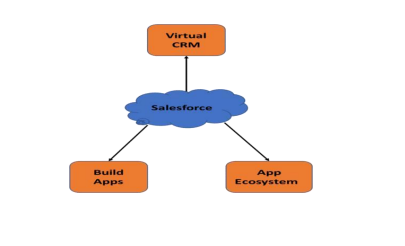 Virtual
CRM
Salesforce
Build
Apps
App
Ecosystem